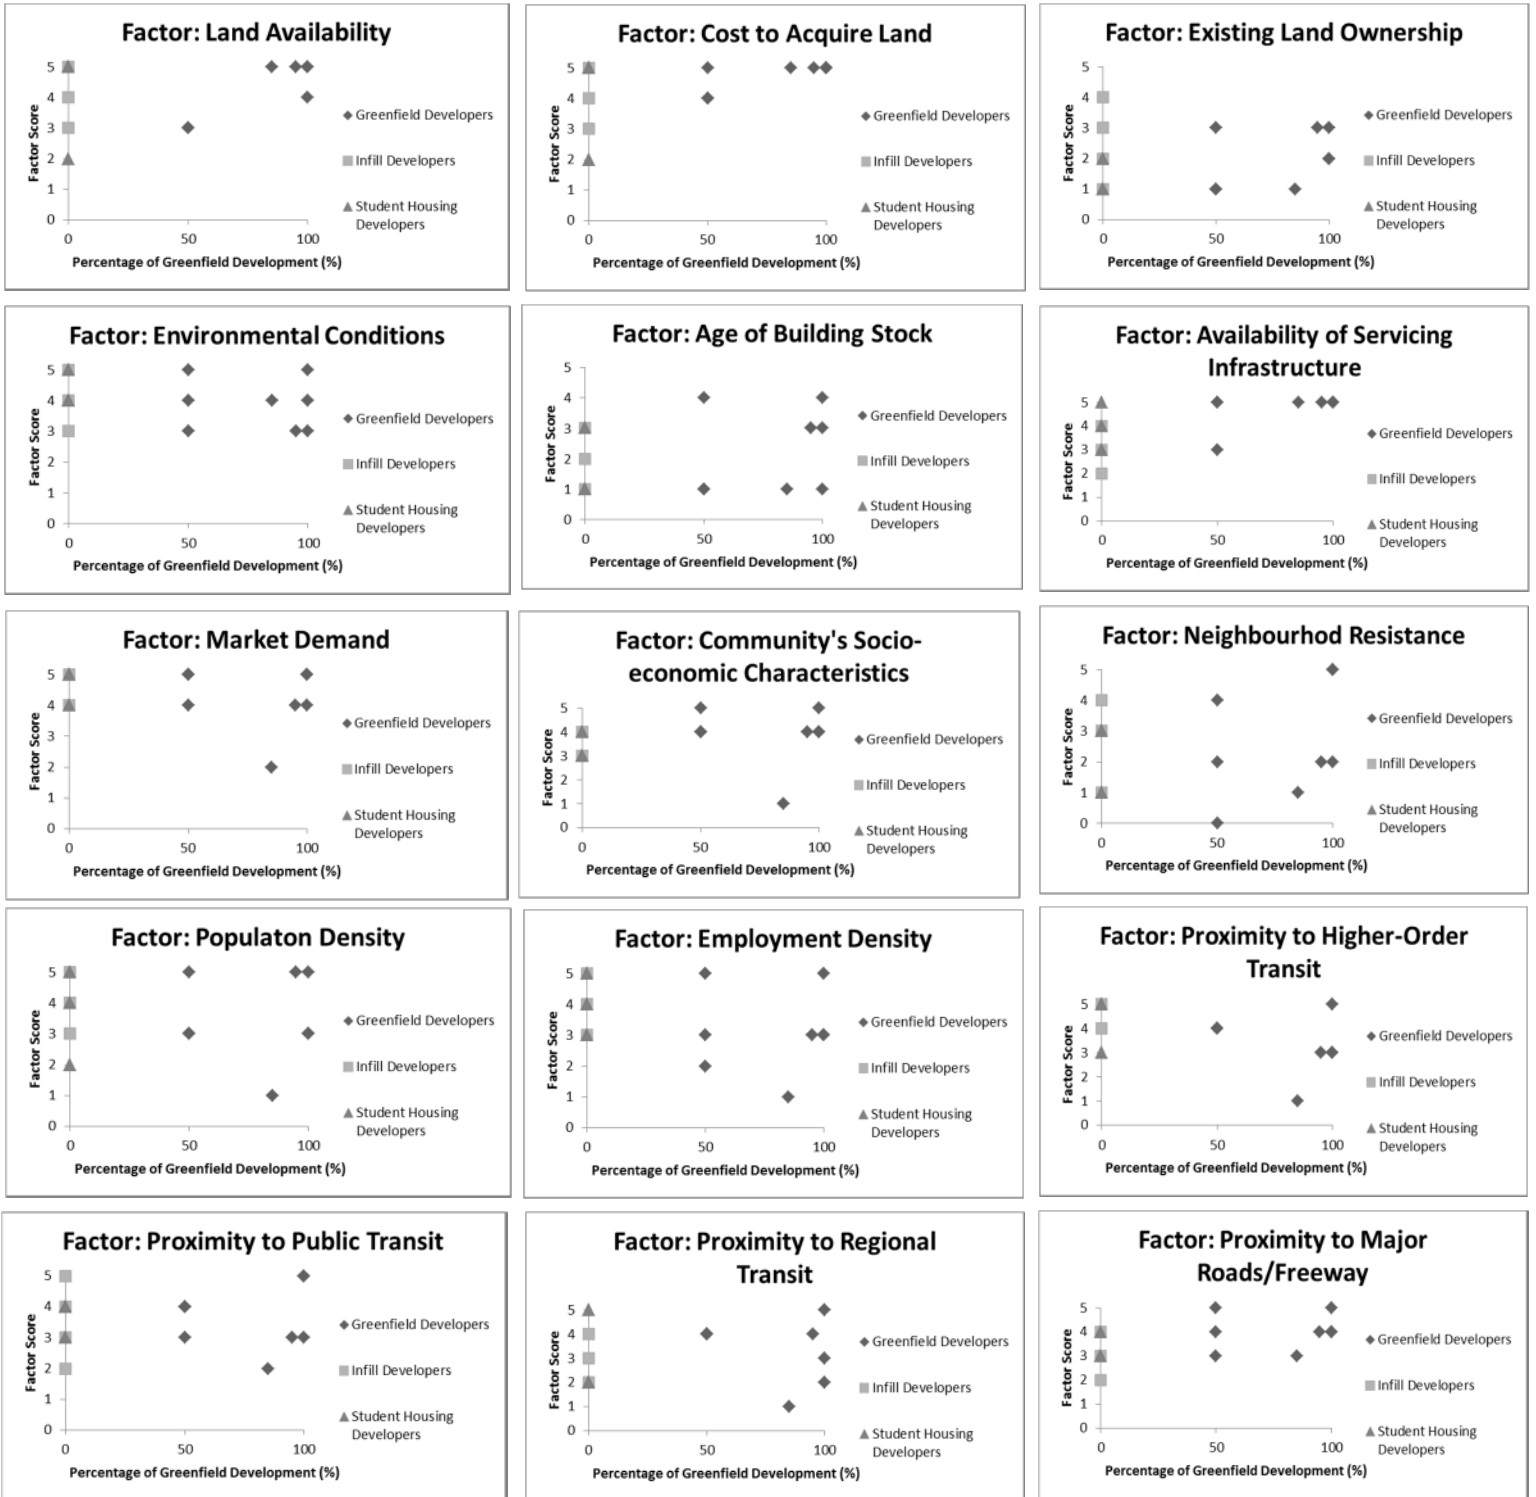 Factor: Land Availability
Factor Score
5
4
3
2
1
0
0 50 100
Percentage of Greenfield Development (%)
Greenfield Developers
Infill Developers
Student Housing
Developers
Factor: Cost to Acquire Land
Factor Score
5
4
3
2
1
0
0 50 100
Percentage of Greenfield Development (%)
Greenfield Developers
Infill Developers
Student Housing
Developers
Factor: Existing Land Ownership
Factor Score
5
4
3
2
1
0
0 50 100
Percentage of Greenfield Development (%)
Greenfield Developers
Infill Developers
Student Housing
Developers
Factor: Environmental Conditions
Factor Score
5
4
3
2
1
0
0 50 100
Percentage of Greenfield Development (%)
Greenfield Developers
Infill Developers
Student Housing
Developers
Factor: Age of Building Stock
Factor Score
5
4
3
2
1
0
0 50 100
Percentage of Greenfield Development (%)
Greenfield Developers
Infill Developers
Student Housing
Developers
Factor: Availability of Servicing
Infrastructure
Factor Score
5
4
3
2
1
0
0 50 100
Percentage of Greenfield Development (%)
Greenfield Developers
Infill Developers
Student Housing
Developers
Factor: Market Demand
Factor Score
5
4
3
2
1
0
0 50 100
Percentage of Greenfield Development (%)
Greenfield Developers
Infill Developers
Student Housing
Developers
Factor: Community's Socio-
economic Characteristics
Factor Score
5
4
3
2
1
0
0 50 100
Percentage of Greenfield Development (%)
Greenfield Developers
Infill Developers
Student Housing
Developers
Factor: Neighbourhod Resistance
Factor Score
5
4
3
2
1
0
0 50 100
Percentage of Greenfield Development (%)
Greenfield Developers
Infill Developers
Student Housing
Developers
Factor: Populaton Density
Factor Score
5
4
3
2
1
0
0 50 100
Percentage of Greenfield Development (%)
Greenfield Developers
Infill Developers
Student Housing
Developers
Factor: Employment Density
Factor Score
5
4
3
2
1
0
0 50 100
Percentage of Greenfield Development (%)
Greenfield Developers
Infill Developers
Student Housing
Developers
Factor: Proximity to Higher-Order
Transit
Factor Score
5
4
3
2
1
0
0 50 100
Percentage of Greenfield Development (%)
Greenfield Developers
Infill Developers
Student Housing
Developers
Factor: Proximity to Public Transit
Factor Score
5
4
3
2
1
0
0 50 100
Percentage of Greenfield Development (%)
Greenfield Developers
Infill Developers
Student Housing
Developers
Factor: Proximity to Regional
Transit
Factor Score
5
4
3
2
1
0
0 50 100
Percentage of Greenfield Development (%)
Greenfield Developers
Infill Developers
Student Housing
Developers
Factor: Proximity to Major
Roads/Freeway
Factor Score
5
4
3
2
1
0
0 50 100
Percentage of Greenfield Development (%)
Greenfield Developers
Infill Developers
Student Housing
Developers